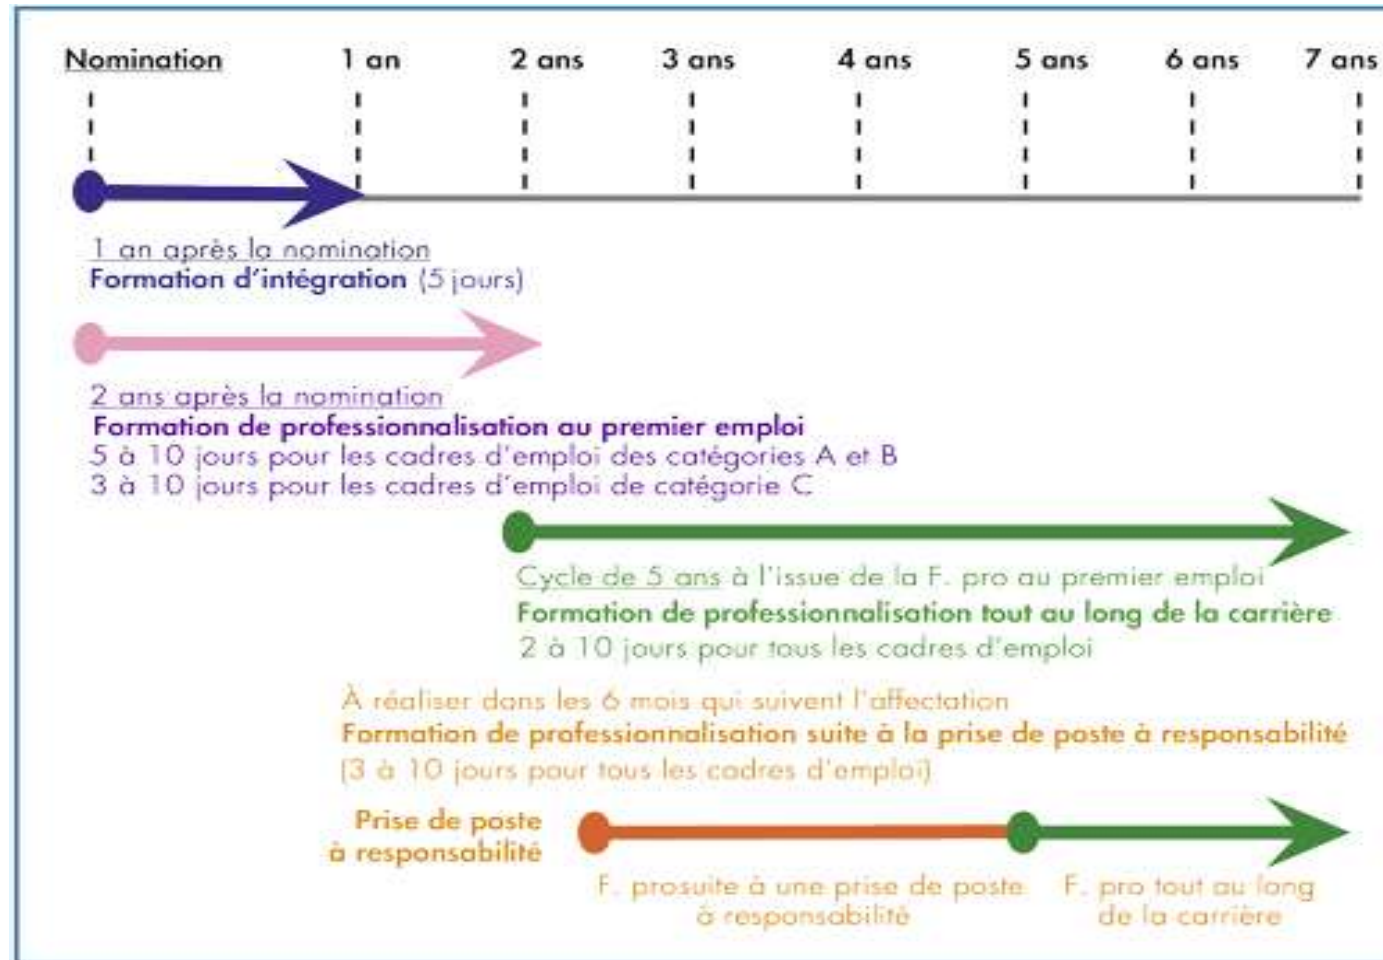 Nomination 1 an 2 ans 3 ans 4 ans 5 ans 6 ans 7 ans
1 an après la nomination
Formation d'intégration (5 jours)
2 ans après la nomination
Formation de professionnalisation au premier emploi
5 à 10 jours pour les cadres d'emploi des catégories A et B
3 à 10 jours pour les cadres d'emploi de catégorie C
Cycle de 5 ans à l'issue de la F. pro au premier emploi
Formation de professionnalisation tout au long de la carrière
2 à 10 jours pour tous les cadres d'emploi
À réaliser dans les 6 mois qui suivent l'affectation
Formation de professionnalisation suite à la prise de poste à responsabilité
(3 à 10 jours pour tous les cadres d'emploi)
Prise de poste
à responsabilité
F. prosuite à une prise de poste
à responsabilité
F. pro tout au long
de la carrière